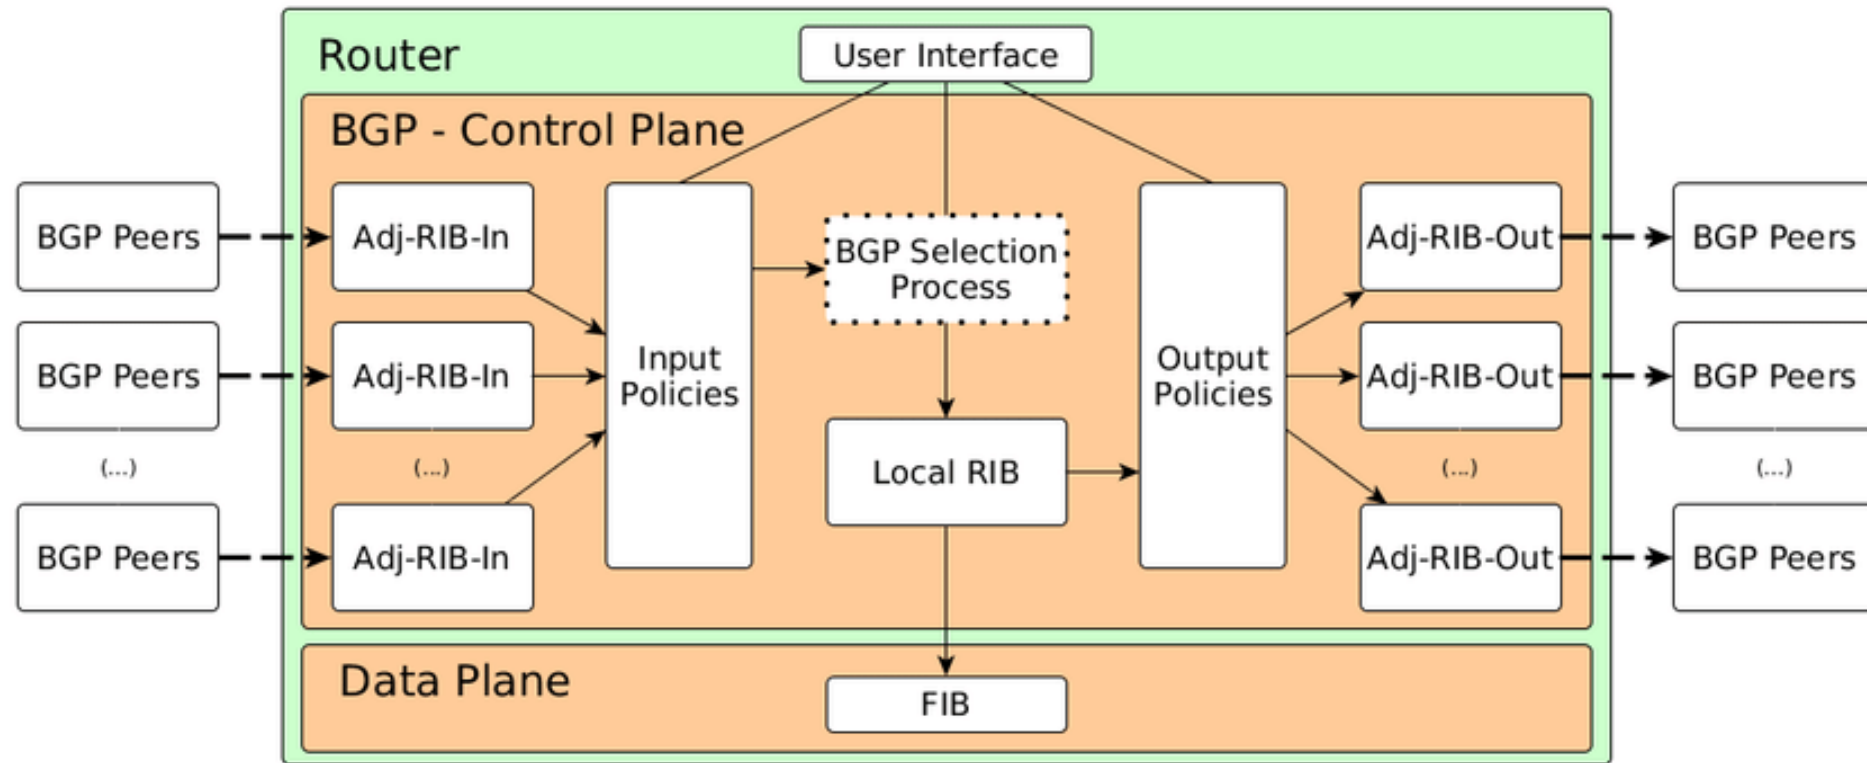 Router
User Interface
BGP - Control Plane
BGP Peers
Adj-RIB-In
BGP Selection
Process
Adj-RIB-Out
BGP Peers
BGP Peers
Adj-RIB-In
Input
Policies
Output
Policies
Adj-RIB-Out
BGP Peers
(...)
(...)
Local RIB
(...)
(...)
BGP Peers
Adj-RIB-In
Adj-RIB-Out
BGP Peers
Data Plane
FIB